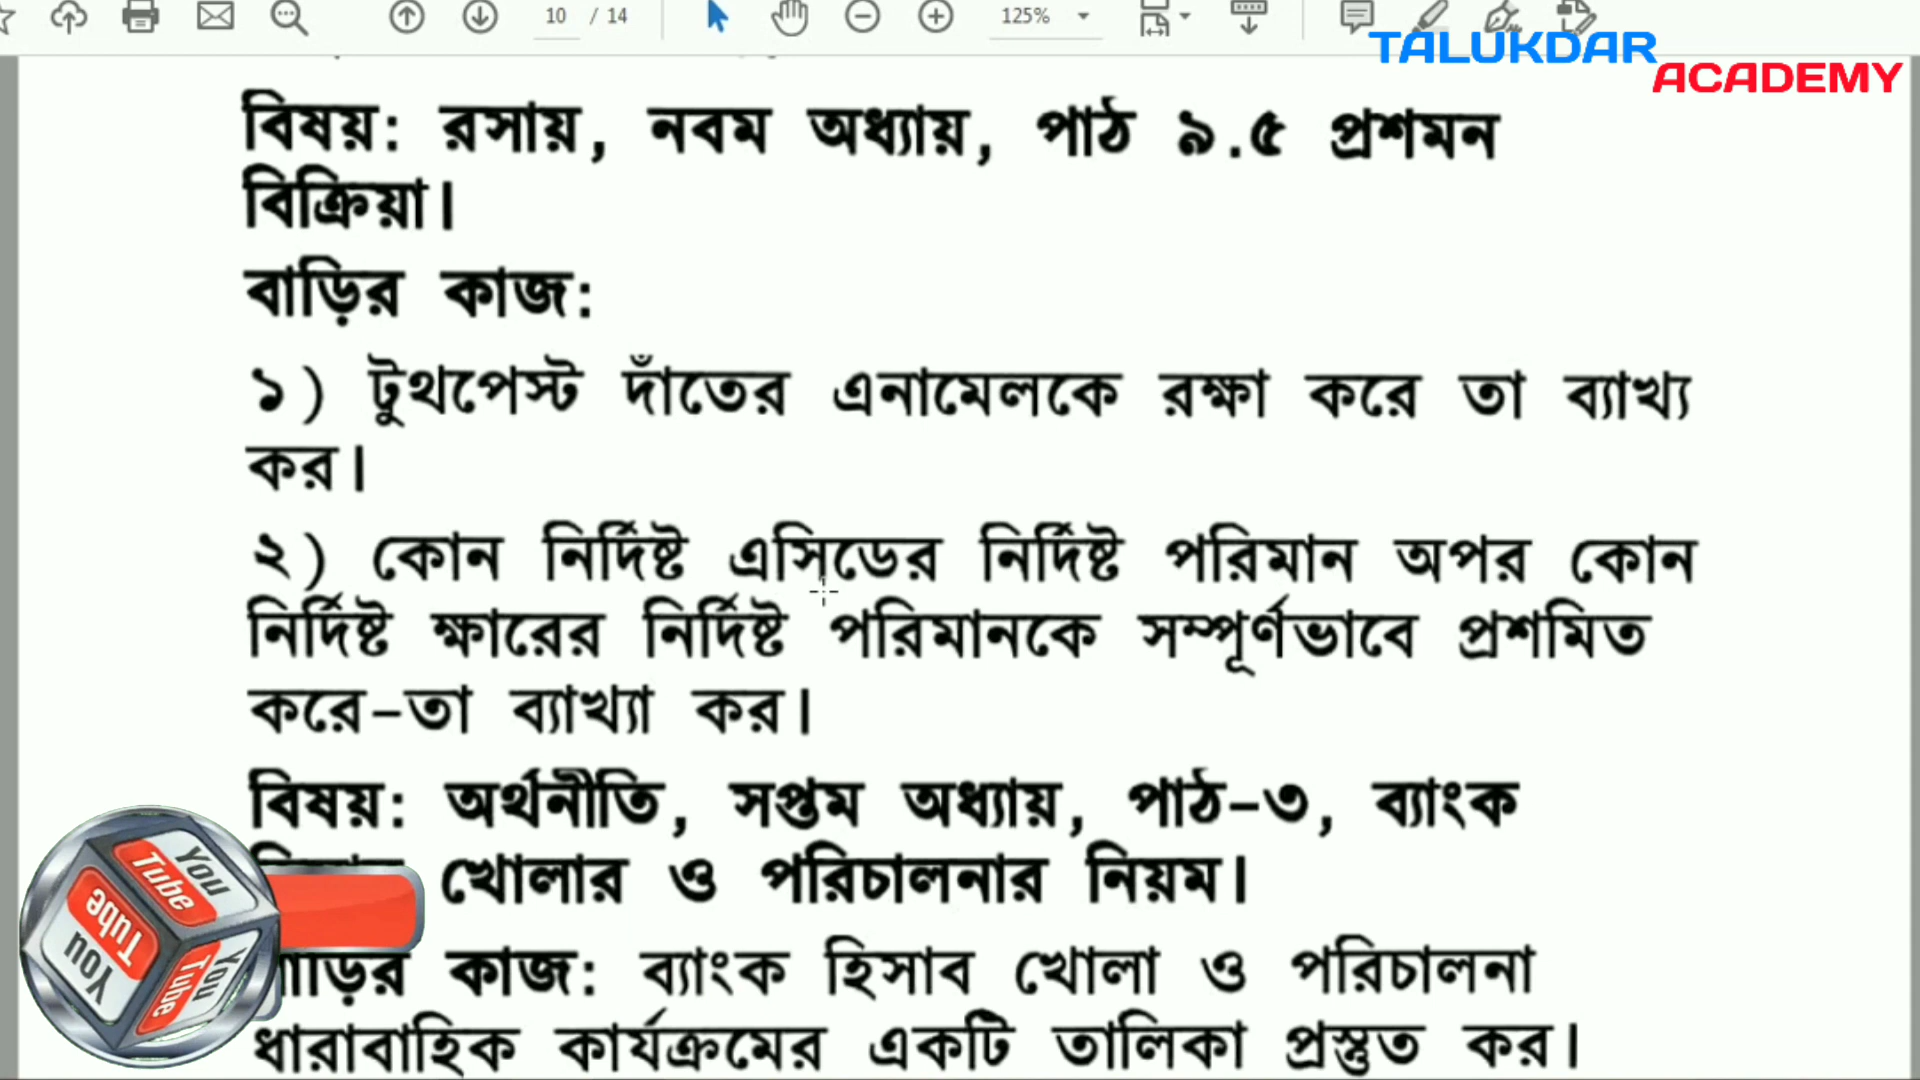 10 / 14
125%
TALUKDAR
ACADEMY
বিষয়: রসায়, নবম অধ্যায়, পাঠ ৯.৫ প্রশমন
বিক্রিয়া।
বাড়ির কাজ:
১) টুথপেস্ট দাঁতের এনামেলকে রক্ষা করে তা ব্যাখ্য
কর।
২) কোন নির্দিষ্ট এসিডের নির্দিষ্ট পরিমান অপর কোন
নির্দিষ্ট ক্ষারের নির্দিষ্ট পরিমানকে সম্পূর্ণভাবে প্রশমিত
করে-তা ব্যাখ্যা কর।
বিষয়: অর্থনীতি, সপ্তম অধ্যায়, পাঠ-৩, ব্যাংক
খোলার ও পরিচালনার নিয়ম।
বাড়ির কাজ: ব্যাংক হিসাব খোলা ও পরিচালনা
ধারাবাহিক কার্যক্রমের একটি তালিকা প্রস্তুত কর।
You Tube
You Tube
You Tube